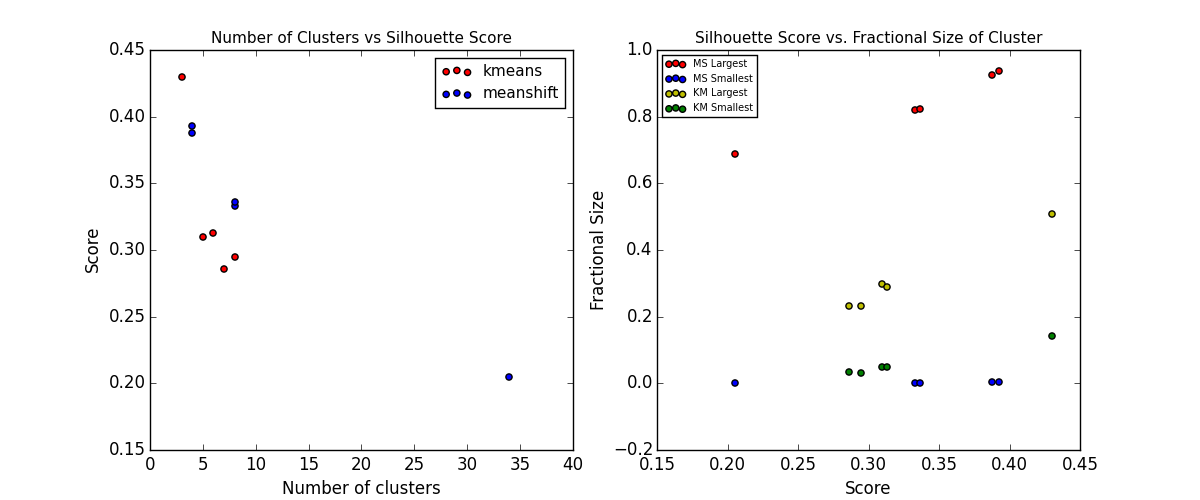 Number of Clusters vs Silhouette Score
0.45
0.40
0.35
0.30
0.25
0.20
0.15
Score
kmeans
meanshift
0 5 10 15 20 25 30 35 40
Number of clusters
Silhouette Score vs. Fractional Size of Cluster
1.0
0.8
0.6
0.4
0.2
0.0
−0.2
Fractional Size
MS Largest
MS Smallest
KM Largest
KM Smallest
0.15 0.20 0.25 0.30 0.35 0.40 0.45
Score